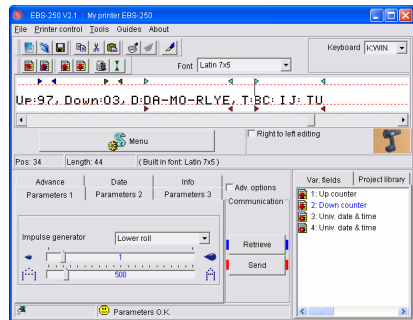 EBS-250 V2.1 : My printer EBS-250
File Printer control Tools Guides About
Keyboard KWIN
Font Latin 7x5
Up:97, Down:03, D:DA-MO-RLYE, T:BC: IJ: TU
Menu
Right to left editing
Pos: 34 Length: 44 ( Built in font: Latin 7x5 )
Advance Date Info
Parameters 1 Parameters 2 Parameters 3
Adv. options
Communication
Var. fields Project library
1: Up counter
2: Down counter
3: Univ. date & time
4: Univ. date & time
Impulse generator Lower roll
1
500
Retrieve
Send
Parameters O.K.